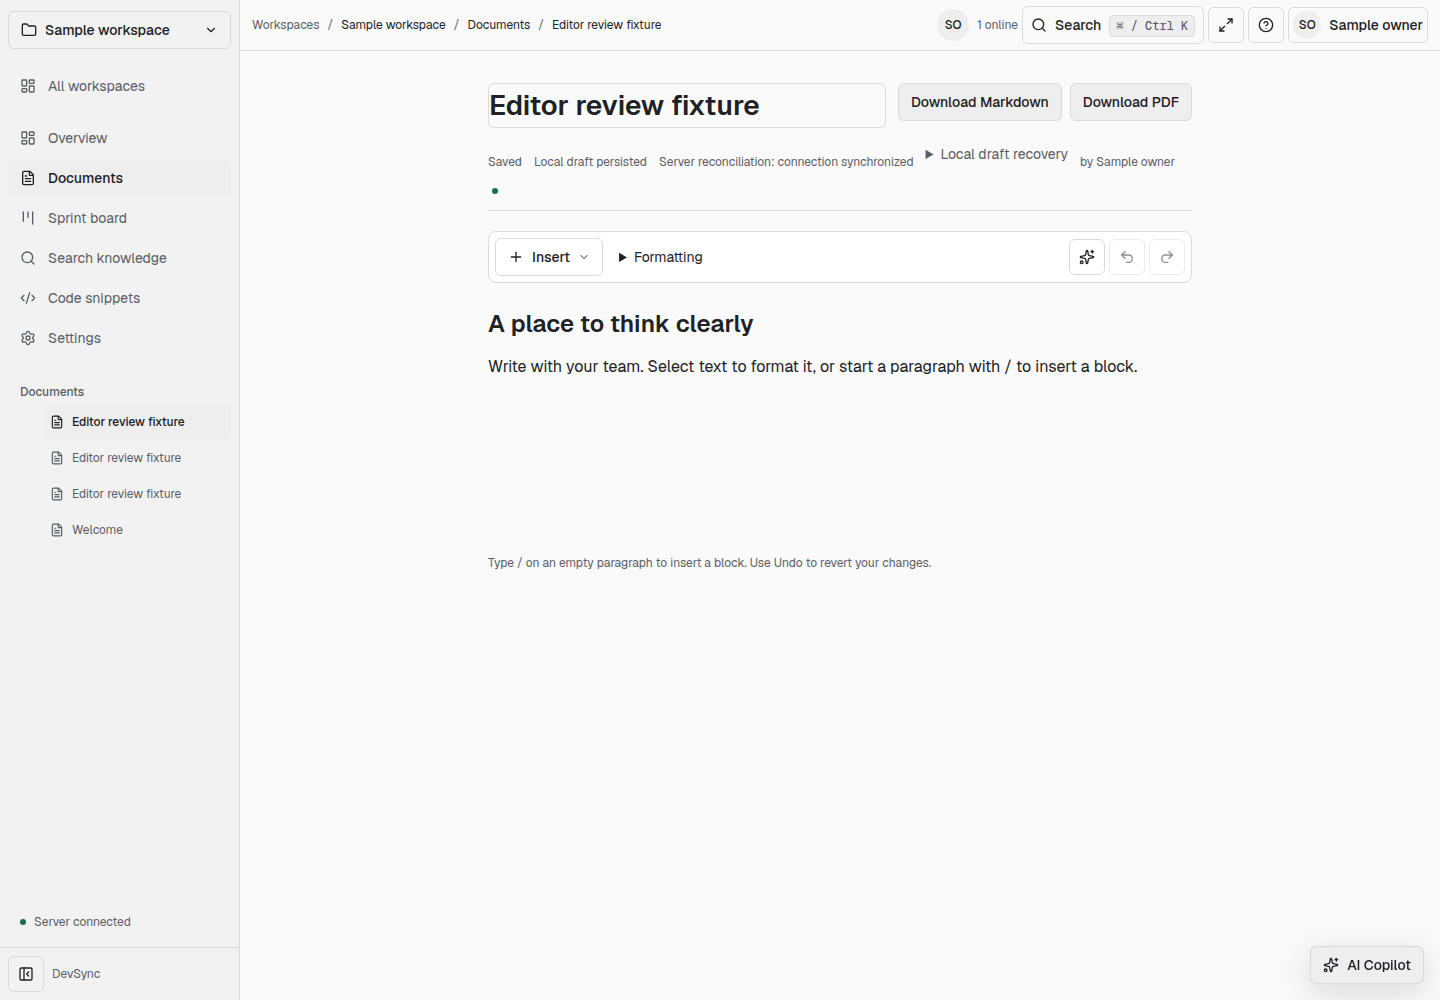 Sample workspace
All workspaces
Overview
Documents
Sprint board
Search knowledge
Code snippets
Settings
Documents
Editor review fixture
Editor review fixture
Editor review fixture
Welcome
Server connected
DevSync
Workspaces / Sample workspace / Documents / Editor review fixture
SO 1 online Search ⌘ / Ctrl K SO Sample owner
Editor review fixture
Download Markdown Download PDF
Saved Local draft persisted Server reconciliation: connection synchronized Local draft recovery by Sample owner
Insert Formatting
A place to think clearly
Write with your team. Select text to format it, or start a paragraph with / to insert a block.
Type / on an empty paragraph to insert a block. Use Undo to revert your changes.
AI Copilot